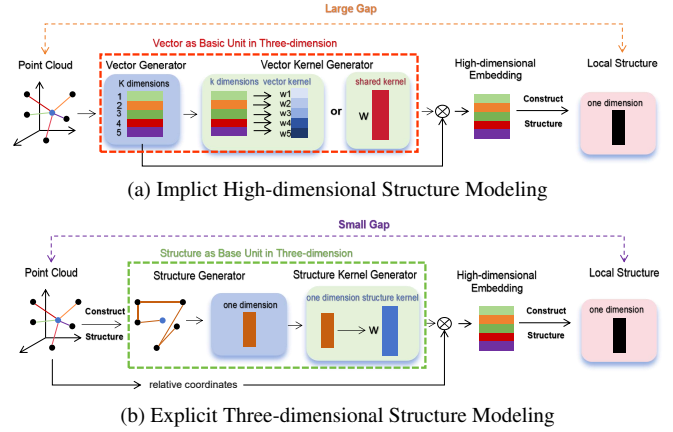 Large Gap
Vector as Basic Unit in Three-dimension
Point Cloud
Vector Generator
Vector Kernel Generator
High-dimensional
Embedding
Local Structure
K dimensions
1
2
3
4
5
k dimensions vector kernel
w1
w2
w3
w4
w5
or
shared kernel
W
Construct
Structure
one dimension
(a) Implict High-dimensional Structure Modeling
Small Gap
Structure as Base Unit in Three-dimension
Point Cloud
Structure Generator
Structure Kernel Generator
High-dimensional
Embedding
Local Structure
Construct
Structure
one dimension
one dimension structure kernel
W
Construct
Structure
one dimension
relative coordinates
(b) Explicit Three-dimensional Structure Modeling